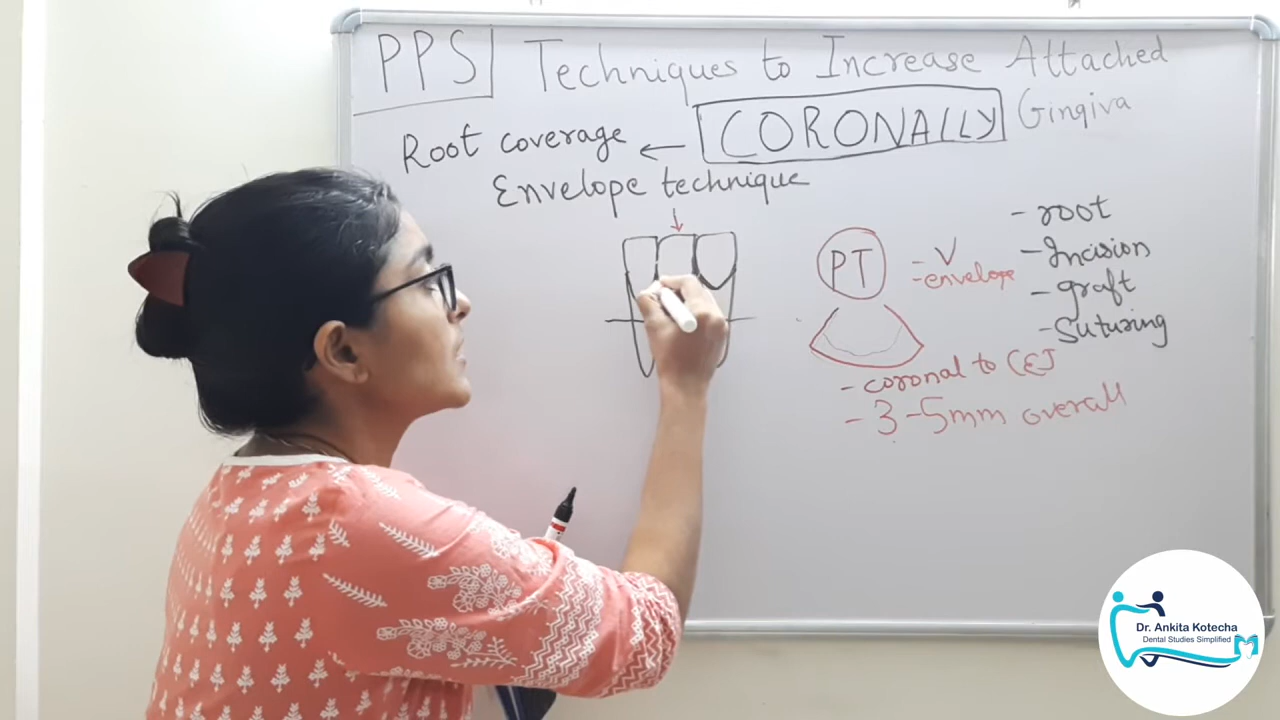 PPS Techniques to Increase Attached
Gingiva
CORONALLY
Root coverage ←
Envelope technique
PT
- V
- envelope
- root
- Incision
- graft
- Suturing
- coronal to CEJ
- 3-5mm overall
Dr. Ankita Kotecha
Dental Studies Simplified